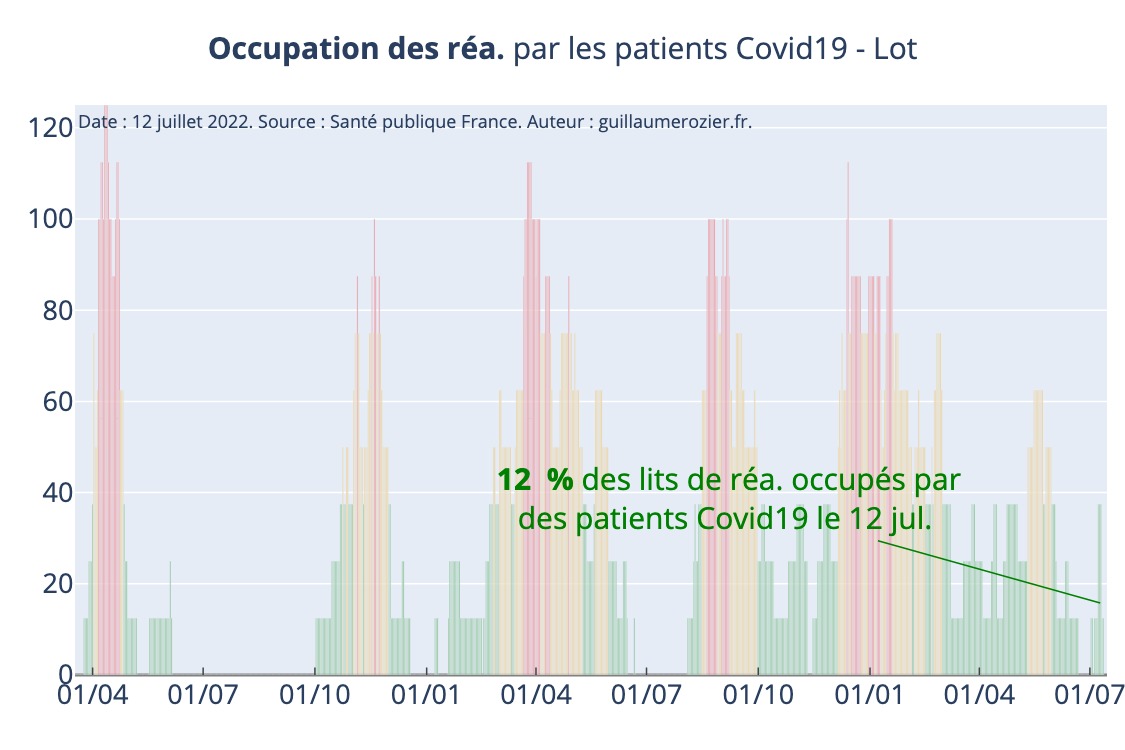 Occupation des réa. par les patients Covid19 - Lot
Date : 12 juillet 2022. Source : Santé publique France. Auteur : guillaumerozier.fr.
120
100
80
60
40
20
0
12 % des lits de réa. occupés par
des patients Covid19 le 12 jul.
01/04 01/07 01/10 01/01 01/04 01/07 01/10 01/01 01/04 01/07